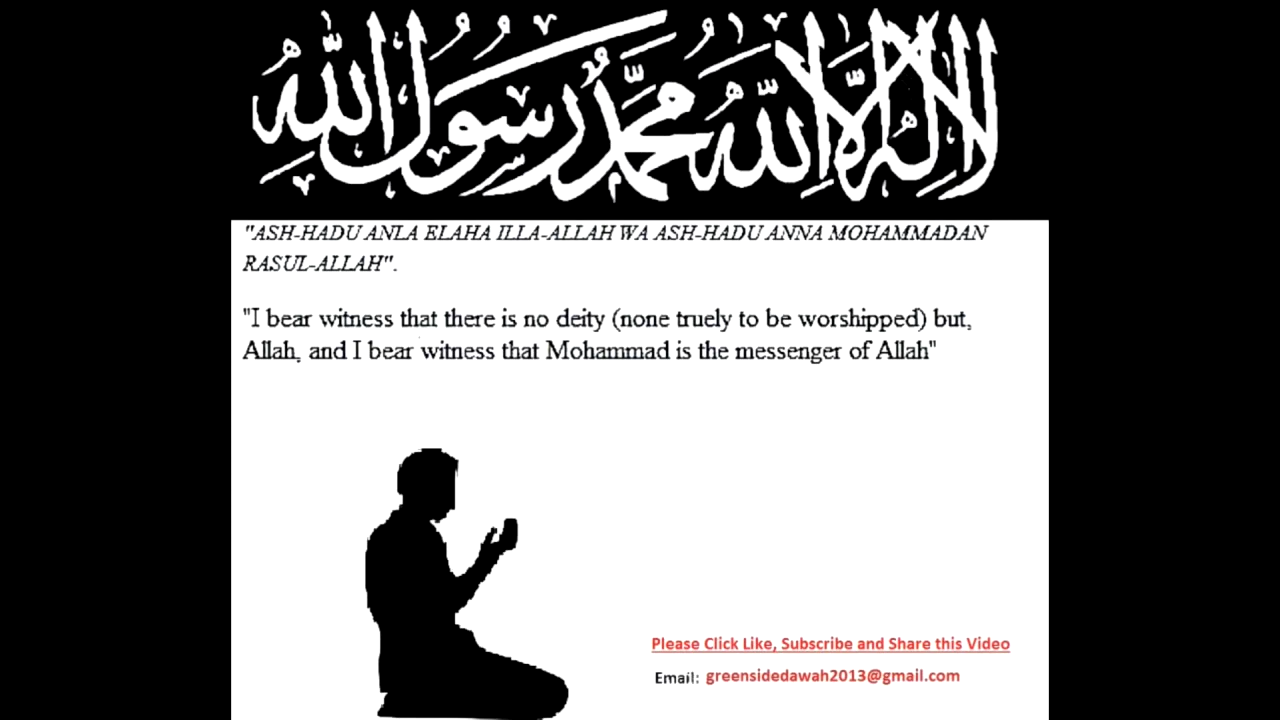 لا إله إلا الله محمد رسول الله
"ASH-HADU ANLA ELAHA ILLA-ALLAH WA ASH-HADU ANNA MOHAMMADAN
RASUL-ALLAH".
"I bear witness that there is no deity (none truely to be worshipped) but,
Allah, and I bear witness that Mohammad is the messenger of Allah"
Please Click Like, Subscribe and Share this Video
Email: greensidedawah2013@gmail.com